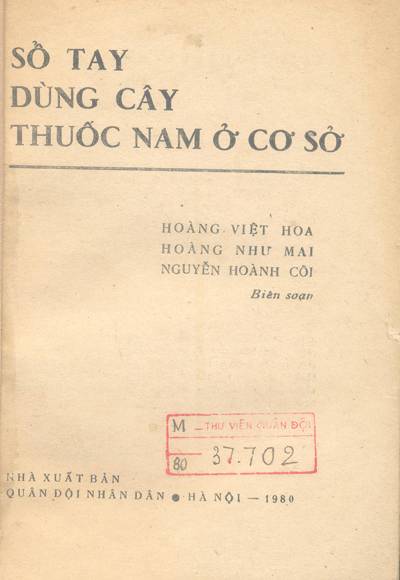 SỔ TAY
DÙNG CÂY
THUỐC NAM Ở CƠ SỞ
HOÀNG VIỆT HOA
HOÀNG NHƯ MAI
NGUYỄN HOÀNH CÔI
Biên soạn
M — THƯ VIỆN QUÂN ĐỘI
80 37.702
NHÀ XUẤT BẢN
QUÂN ĐỘI NHÂN DÂN ● HÀ NỘI — 1980